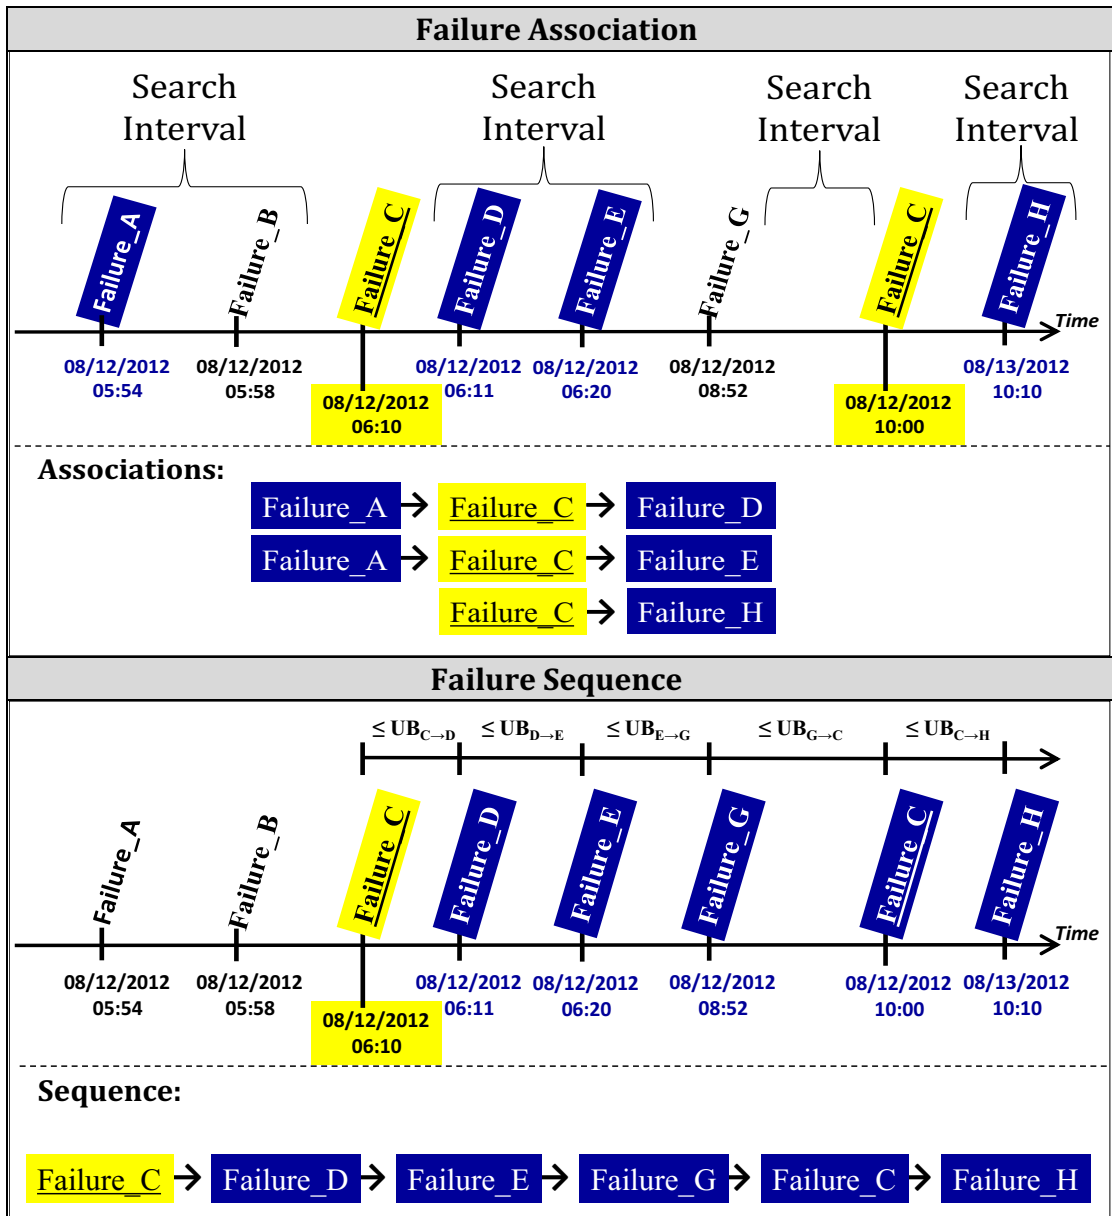 Failure Association
Search Interval
Search Interval
Search Interval
Search Interval
Failure_A
Failure_B
Failure_C
Failure_D
Failure_E
Failure_G
Failure_C
Failure_H
Time
08/12/2012 05:54
08/12/2012 05:58
08/12/2012 06:10
08/12/2012 06:11
08/12/2012 06:20
08/12/2012 08:52
08/12/2012 10:00
08/13/2012 10:10
Associations:
Failure_A → Failure_C → Failure_D
Failure_A → Failure_C → Failure_E
Failure_C → Failure_H
Failure Sequence
≤ UB C→D
≤ UB D→E
≤ UB E→G
≤ UB G→C
≤ UB C→H
Failure_A
Failure_B
Failure_C
Failure_D
Failure_E
Failure_G
Failure_C
Failure_H
Time
08/12/2012 05:54
08/12/2012 05:58
08/12/2012 06:10
08/12/2012 06:11
08/12/2012 06:20
08/12/2012 08:52
08/12/2012 10:00
08/13/2012 10:10
Sequence:
Failure_C → Failure_D → Failure_E → Failure_G → Failure_C → Failure_H